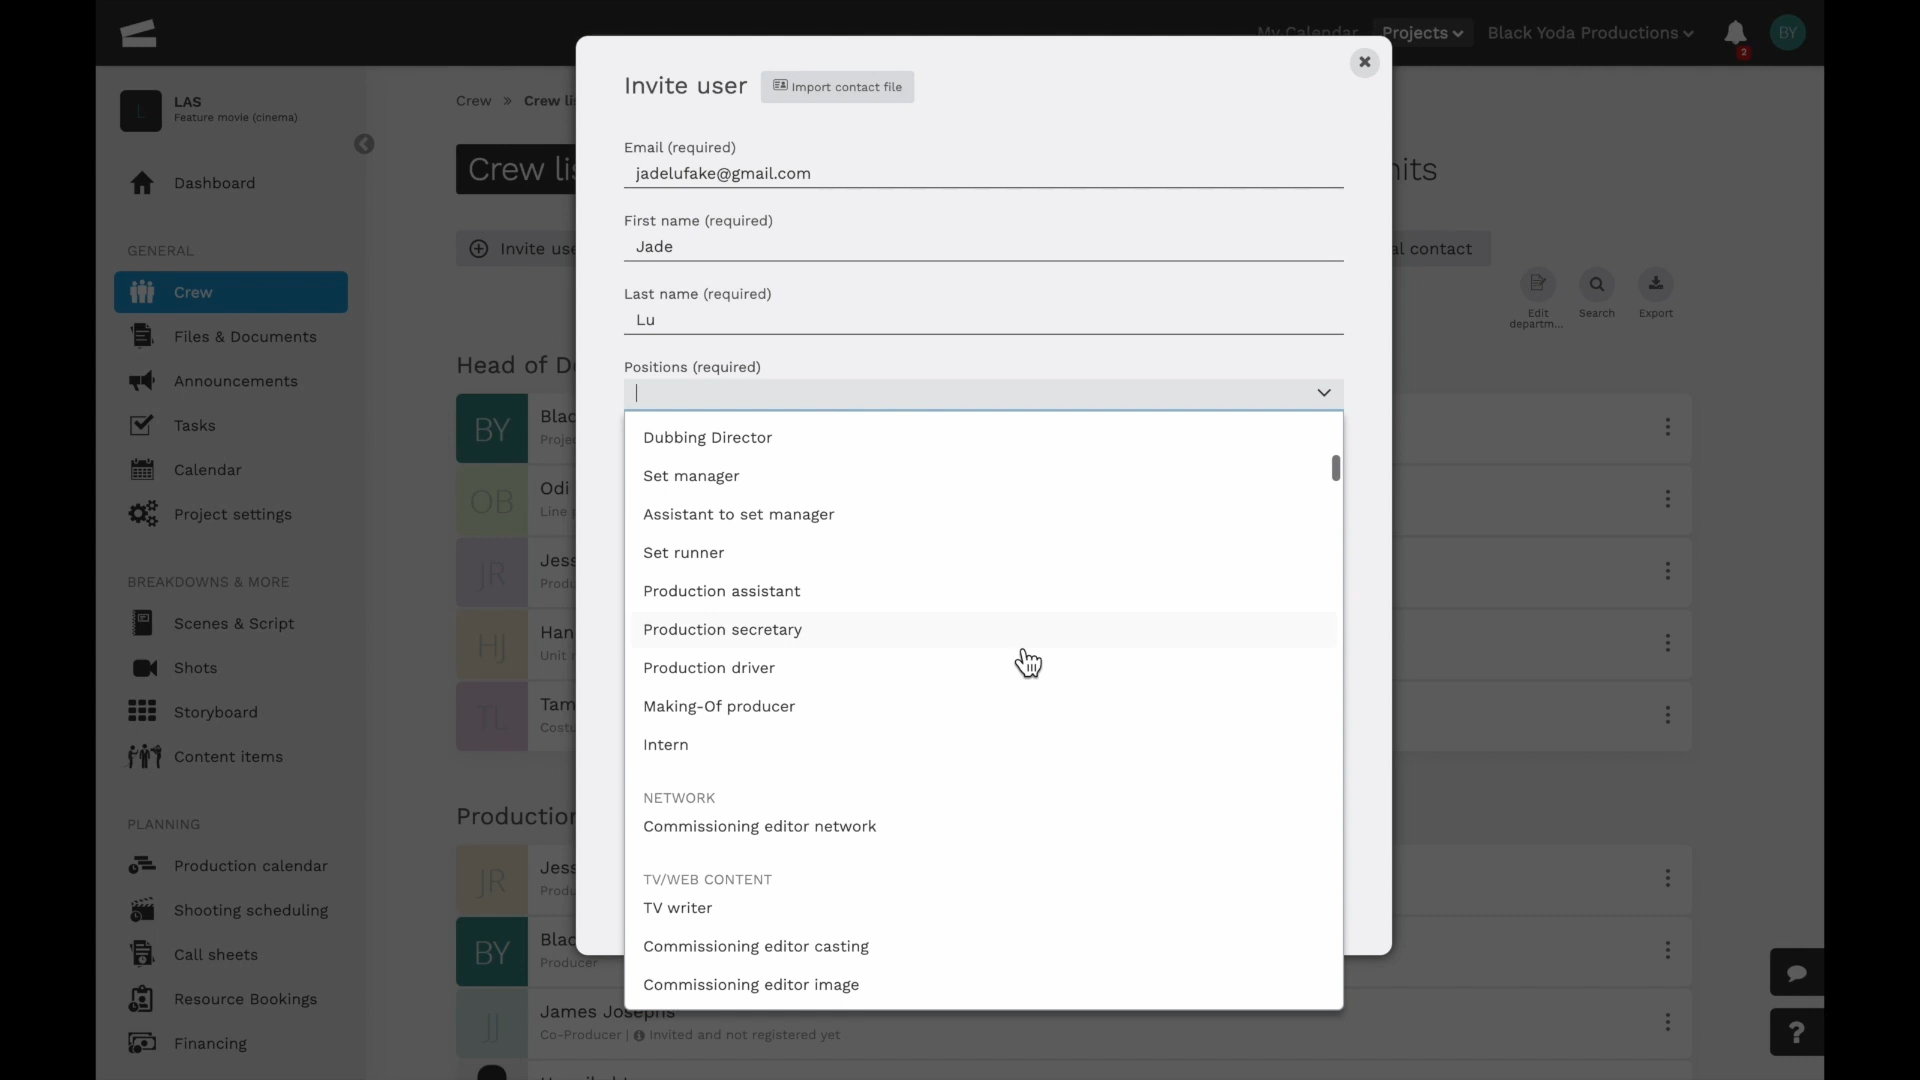 My Calendar
Projects
Black Yoda Productions
2
BY
LAS
Feature movie (cinema)
Dashboard
GENERAL
Crew
Files & Documents
Announcements
Tasks
Calendar
Project settings
BREAKDOWNS & MORE
Scenes & Script
Shots
Storyboard
Content items
PLANNING
Production calendar
Shooting scheduling
Call sheets
Resource Bookings
Financing
Crew » Crew li
Crew lis
Invite use
al contact
Edit departm...
Search
Export
Head of D
BY
Blac
Proje
OB
Odi
Line
JR
Jess
Produ
HJ
Han
Unit
TL
Tam
Costu
Production
JR
Jess
Produ
BY
Blac
Producer
JJ
James Josephs
Co-Producer | Invited and not registered yet
Invite user
Import contact file
Email (required)
jadelufake@gmail.com
First name (required)
Jade
Last name (required)
Lu
Positions (required)
Dubbing Director
Set manager
Assistant to set manager
Set runner
Production assistant
Production secretary
Production driver
Making-Of producer
Intern
NETWORK
Commissioning editor network
TV/WEB CONTENT
TV writer
Commissioning editor casting
Commissioning editor image
?